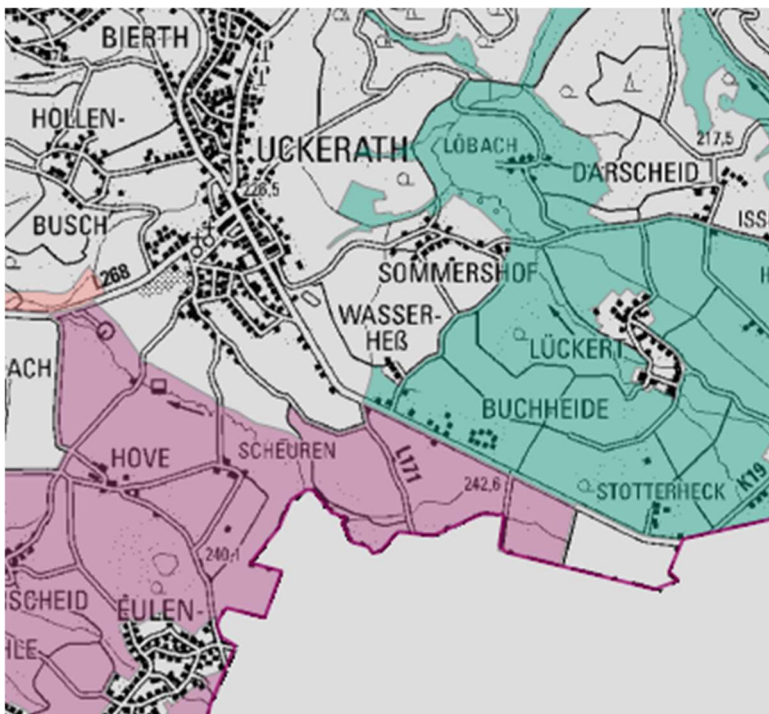 BIERTH
HOLLEN-
BUSCH
UCKERATH
226,5
LÖBACH
217,5
DARSCHEID
ISS
268
SOMMERSHOF
WASSER-
HEß
H
LÜCKERT
ACH
BUCHHEIDE
HOVE
SCHEUREN
L171
242,6
STOTTERHECK
K19
240,1
SCHEID
EULEN-
HLE